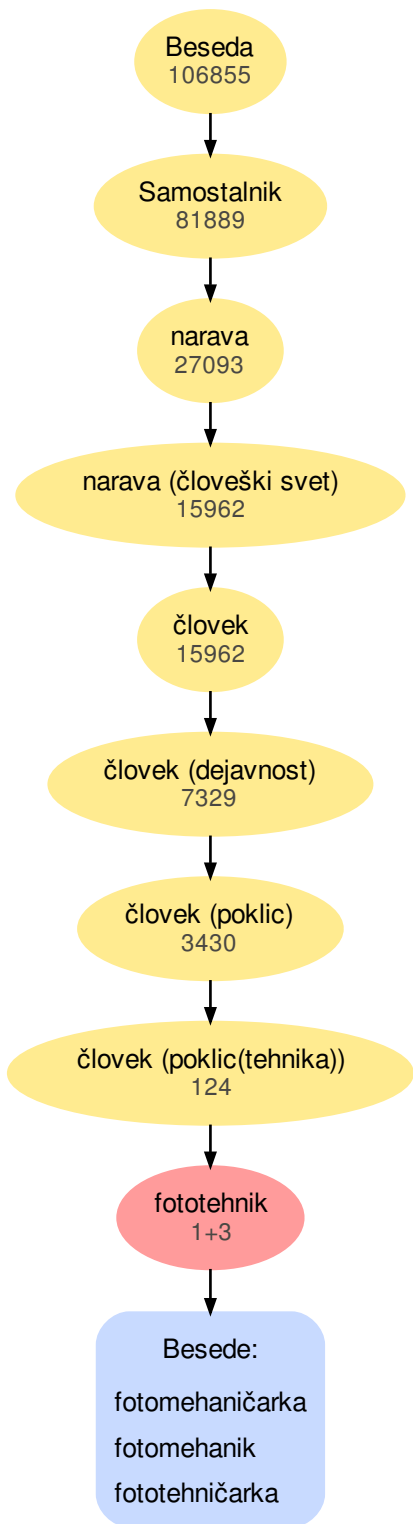 Beseda
106855
Samostalnik
81889
narava
27093
narava (človeški svet)
15962
človek
15962
človek (dejavnost)
7329
človek (poklic)
3430
človek (poklic(tehnika))
124
fototehnik
1+3
Besede:
fotomehaničarka
fotomehanik
fototehničarka